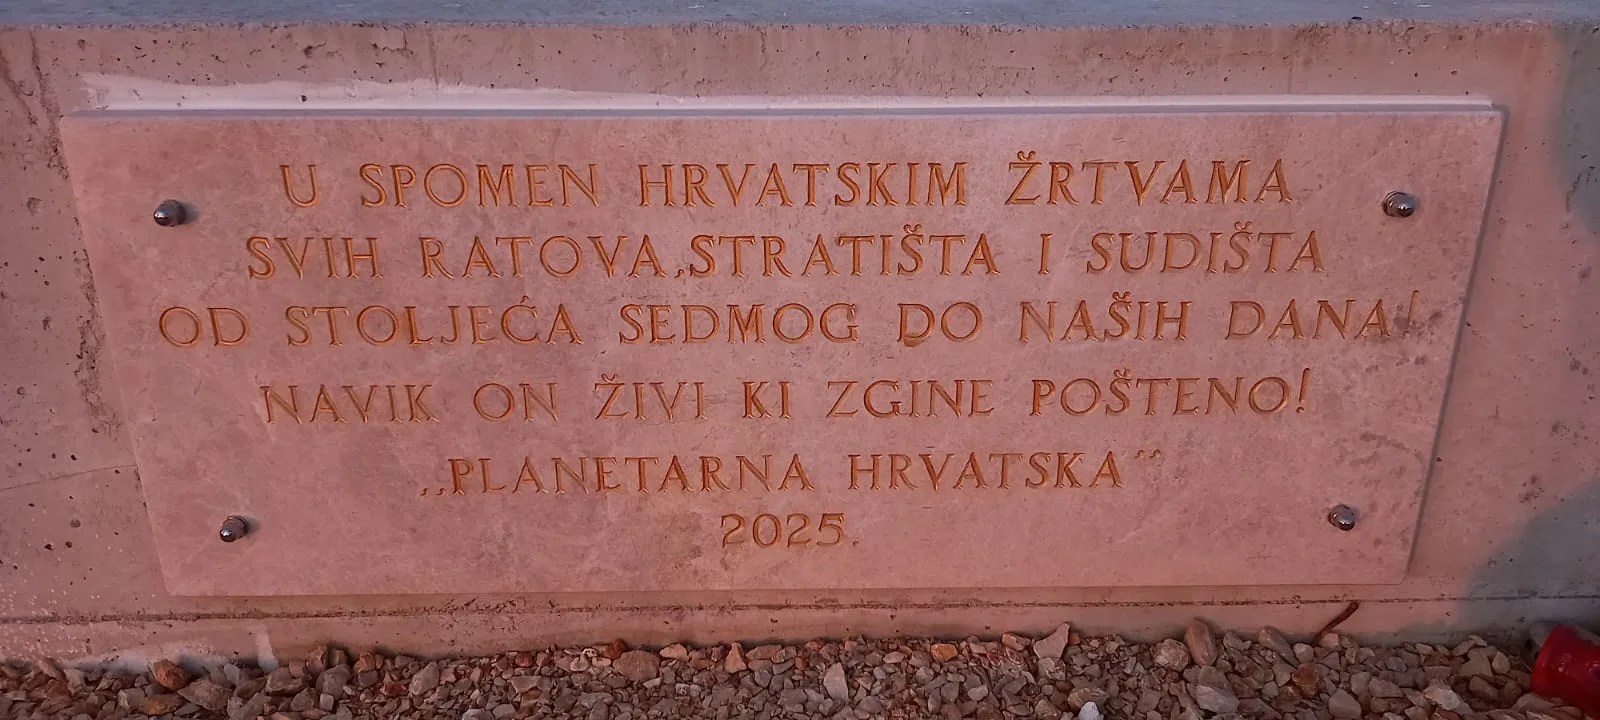 U SPOMEN HRVATSKIM ŽRTVAMA
SVIH RATOVA,STRATIŠTA I SUDIŠTA
OD STOLJEĆA SEDMOG DO NAŠIH DANA!
NAVIK ON ŽIVI KI ZGINE POŠTENO!
„PLANETARNA HRVATSKA˝
2025.